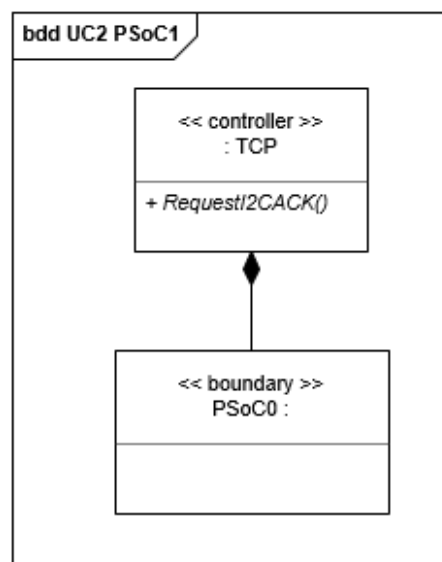 bdd UC2 PSoC1
<< controller >>
: TCP
+ RequestI2CACK()
<< boundary >>
PSoC0 :